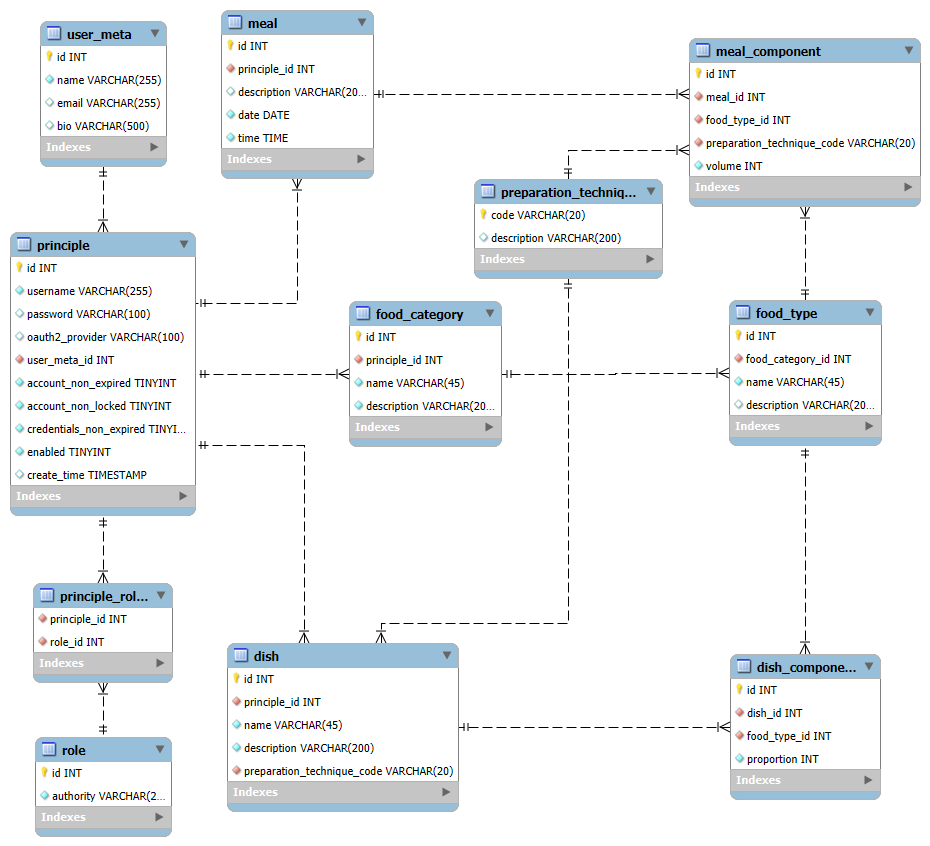 user_meta
id INT
name VARCHAR(255)
email VARCHAR(255)
bio VARCHAR(500)
Indexes
meal
id INT
principle_id INT
description VARCHAR(20...
date DATE
time TIME
Indexes
meal_component
id INT
meal_id INT
food_type_id INT
preparation_technique_code VARCHAR(20)
volume INT
Indexes
preparation_techniq...
code VARCHAR(20)
description VARCHAR(200)
Indexes
principle
id INT
username VARCHAR(255)
password VARCHAR(100)
oauth2_provider VARCHAR(100)
user_meta_id INT
account_non_expired TINYINT
account_non_locked TINYINT
credentials_non_expired TINYI...
enabled TINYINT
create_time TIMESTAMP
Indexes
food_category
id INT
principle_id INT
name VARCHAR(45)
description VARCHAR(20...
Indexes
food_type
id INT
food_category_id INT
name VARCHAR(45)
description VARCHAR(20...
Indexes
principle_rol...
principle_id INT
role_id INT
Indexes
role
id INT
authority VARCHAR(2...
Indexes
dish
id INT
principle_id INT
name VARCHAR(45)
description VARCHAR(200)
preparation_technique_code VARCHAR(20)
Indexes
dish_compone...
id INT
dish_id INT
food_type_id INT
proportion INT
Indexes